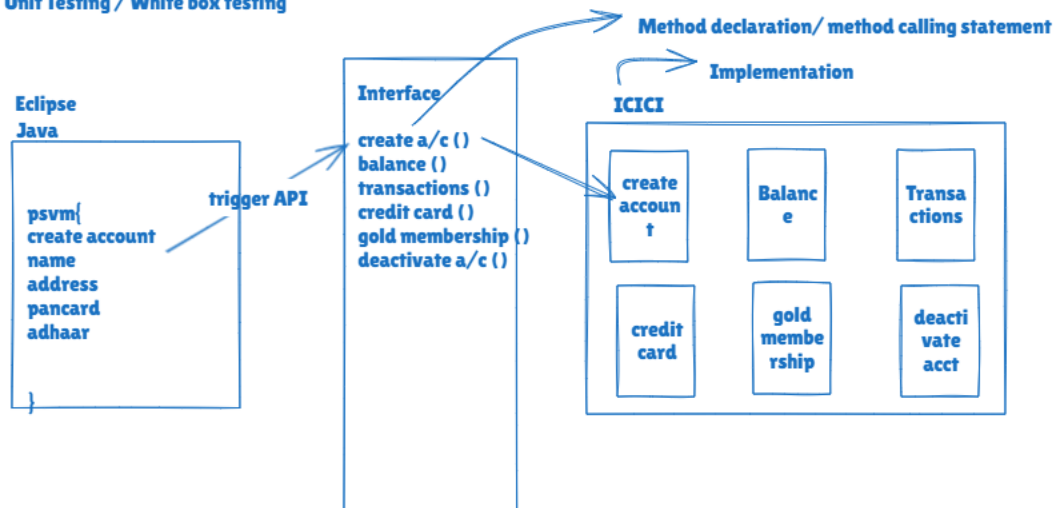 Unit Testing / White box testing
Method declaration/ method calling statement
Implementation
Eclipse
Java
psvm{
create account
name
address
pancard
adhaar
}
trigger API
Interface
create a/c ()
balance ()
transactions ()
credit card ()
gold membership ()
deactivate a/c ()
ICICI
create
accoun
t
Balanc
e
Transa
ctions
credit
card
gold
membe
rship
deacti
vate
acct